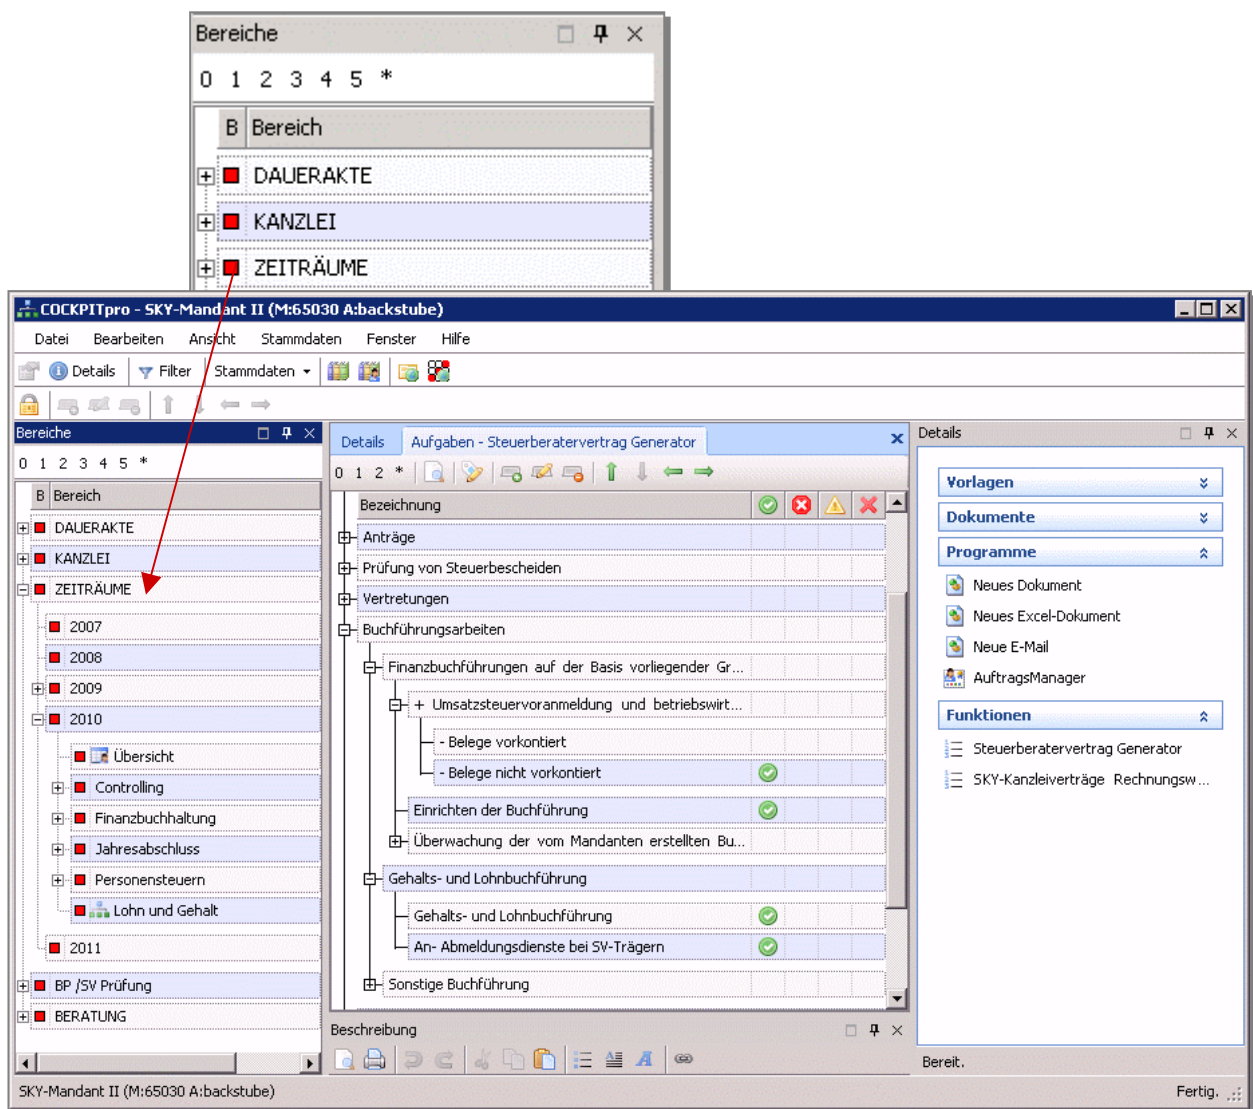 Bereiche
0 1 2 3 4 5 *
B Bereich
DAUERAKTE
KANZLEI
ZEITRÄUME
COCKPITpro - SKY-Mandant II (M:65030 A:backstube)
Datei Bearbeiten Ansicht Stammdaten Fenster Hilfe
Details Filter Stammdaten
Bereiche
0 1 2 3 4 5 *
B Bereich
DAUERAKTE
KANZLEI
ZEITRÄUME
2007
2008
2009
2010
Übersicht
Controlling
Finanzbuchhaltung
Jahresabschluss
Personensteuern
Lohn und Gehalt
2011
BP /SV Prüfung
BERATUNG
Details Aufgaben - Steuerberatervertrag Generator
0 1 2 *
Bezeichnung
Anträge
Prüfung von Steuerbescheiden
Vertretungen
Buchführungsarbeiten
Finanzbuchführungen auf der Basis vorliegender Gr...
+ Umsatzsteuervoranmeldung und betriebswirt...
- Belege vorkontiert
- Belege nicht vorkontiert
Einrichten der Buchführung
Überwachung der vom Mandanten erstellten Bu...
Gehalts- und Lohnbuchführung
Gehalts- und Lohnbuchführung
An- Abmeldungsdienste bei SV-Trägern
Sonstige Buchführung
Beschreibung
Details
Vorlagen
Dokumente
Programme
Neues Dokument
Neues Excel-Dokument
Neue E-Mail
AuftragsManager
Funktionen
Steuerberatervertrag Generator
SKY-Kanzleiverträge Rechnungsw...
Bereit.
SKY-Mandant II (M:65030 A:backstube)
Fertig.